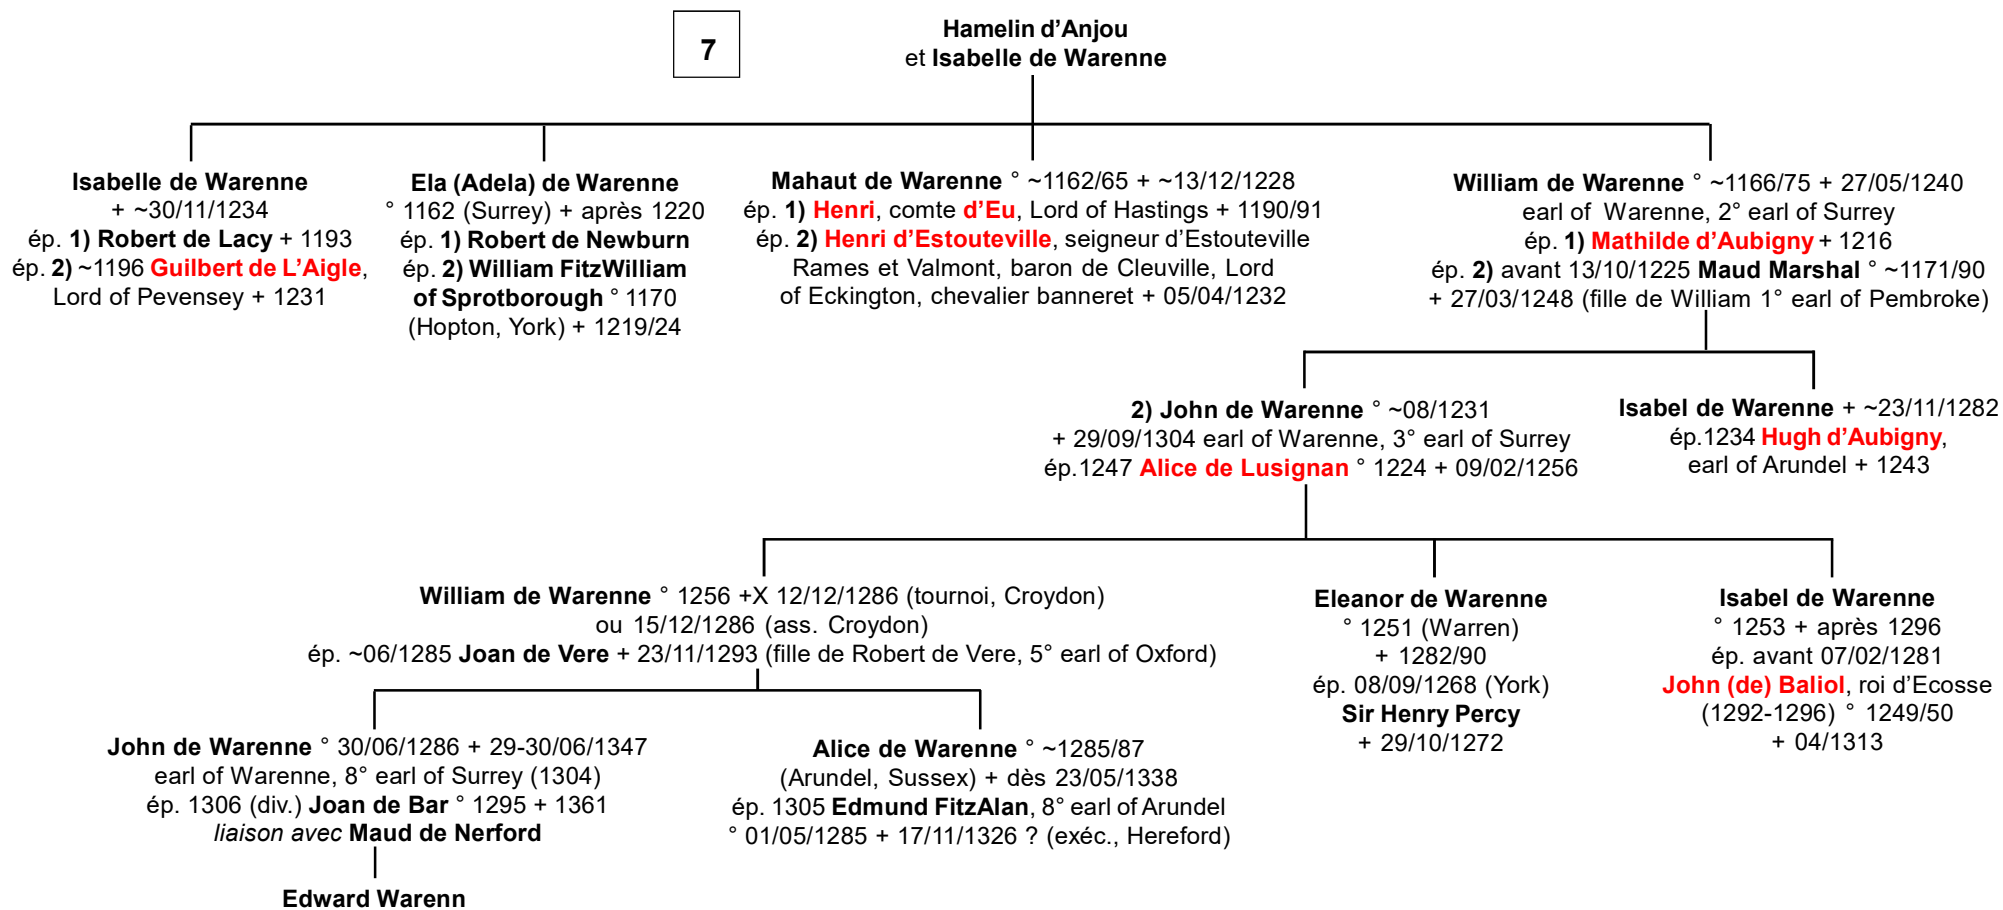 7
Hamelin d’Anjou
et Isabelle de Warenne
Isabelle de Warenne
+ ~30/11/1234
ép. 1) Robert de Lacy + 1193
ép. 2) ~1196 Guilbert de L’Aigle,
Lord of Pevensey + 1231
Ela (Adela) de Warenne
° 1162 (Surrey) + après 1220
ép. 1) Robert de Newburn
ép. 2) William FitzWilliam
of Sprotborough ° 1170
(Hopton, York) + 1219/24
Mahaut de Warenne ° ~1162/65 + ~13/12/1228
ép. 1) Henri, comte d’Eu, Lord of Hastings + 1190/91
ép. 2) Henri d’Estouteville, seigneur d’Estouteville
Rames et Valmont, baron de Cleuville, Lord
of Eckington, chevalier banneret + 05/04/1232
William de Warenne ° ~1166/75 + 27/05/1240
earl of Warenne, 2° earl of Surrey
ép. 1) Mathilde d’Aubigny + 1216
ép. 2) avant 13/10/1225 Maud Marshal ° ~1171/90
+ 27/03/1248 (fille de William 1° earl of Pembroke)
2) John de Warenne ° ~08/1231
+ 29/09/1304 earl of Warenne, 3° earl of Surrey
ép.1247 Alice de Lusignan ° 1224 + 09/02/1256
Isabel de Warenne + ~23/11/1282
ép.1234 Hugh d’Aubigny,
earl of Arundel + 1243
William de Warenne ° 1256 +X 12/12/1286 (tournoi, Croydon)
ou 15/12/1286 (ass. Croydon)
ép. ~06/1285 Joan de Vere + 23/11/1293 (fille de Robert de Vere, 5° earl of Oxford)
Eleanor de Warenne
° 1251 (Warren)
+ 1282/90
ép. 08/09/1268 (York)
Sir Henry Percy
+ 29/10/1272
Isabel de Warenne
° 1253 + après 1296
ép. avant 07/02/1281
John (de) Baliol, roi d’Ecosse
(1292-1296) ° 1249/50
+ 04/1313
John de Warenne ° 30/06/1286 + 29-30/06/1347
earl of Warenne, 8° earl of Surrey (1304)
ép. 1306 (div.) Joan de Bar ° 1295 + 1361
liaison avec Maud de Nerford
Alice de Warenne ° ~1285/87
(Arundel, Sussex) + dès 23/05/1338
ép. 1305 Edmund FitzAlan, 8° earl of Arundel
° 01/05/1285 + 17/11/1326 ? (exéc., Hereford)
Edward Warenn